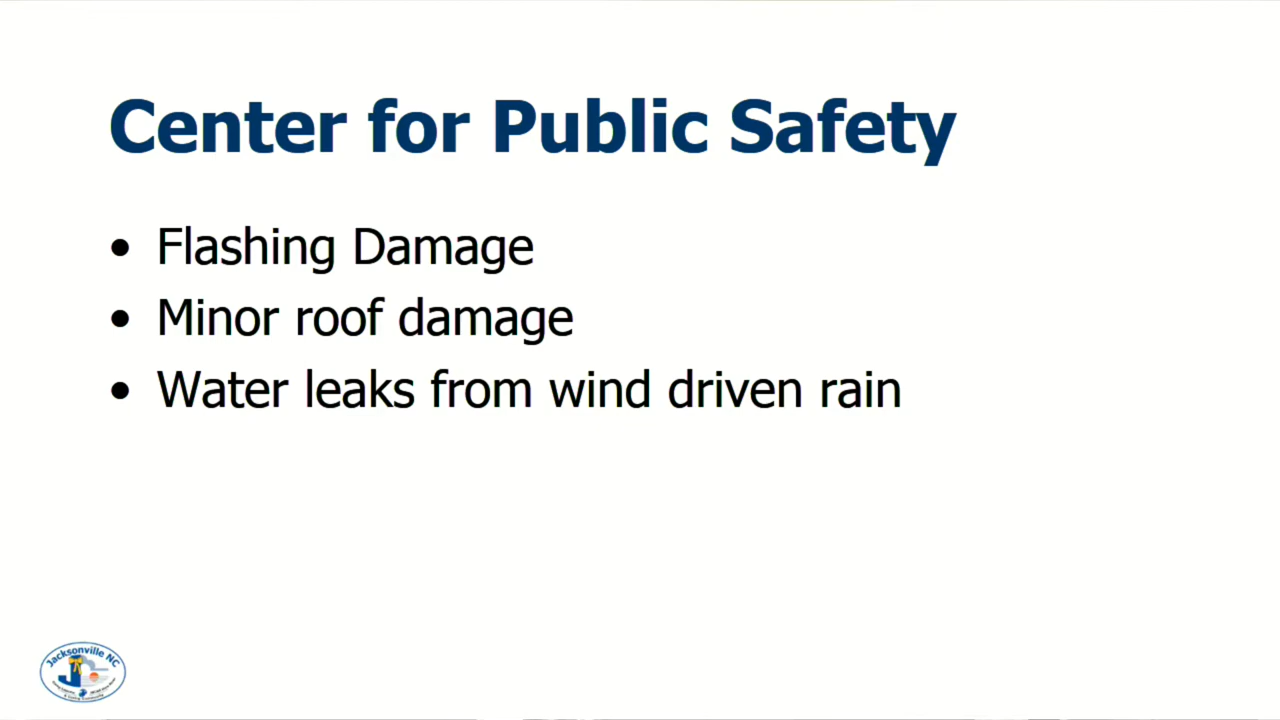 Center for Public Safety
• Flashing Damage
• Minor roof damage
• Water leaks from wind driven rain
Jacksonville NC